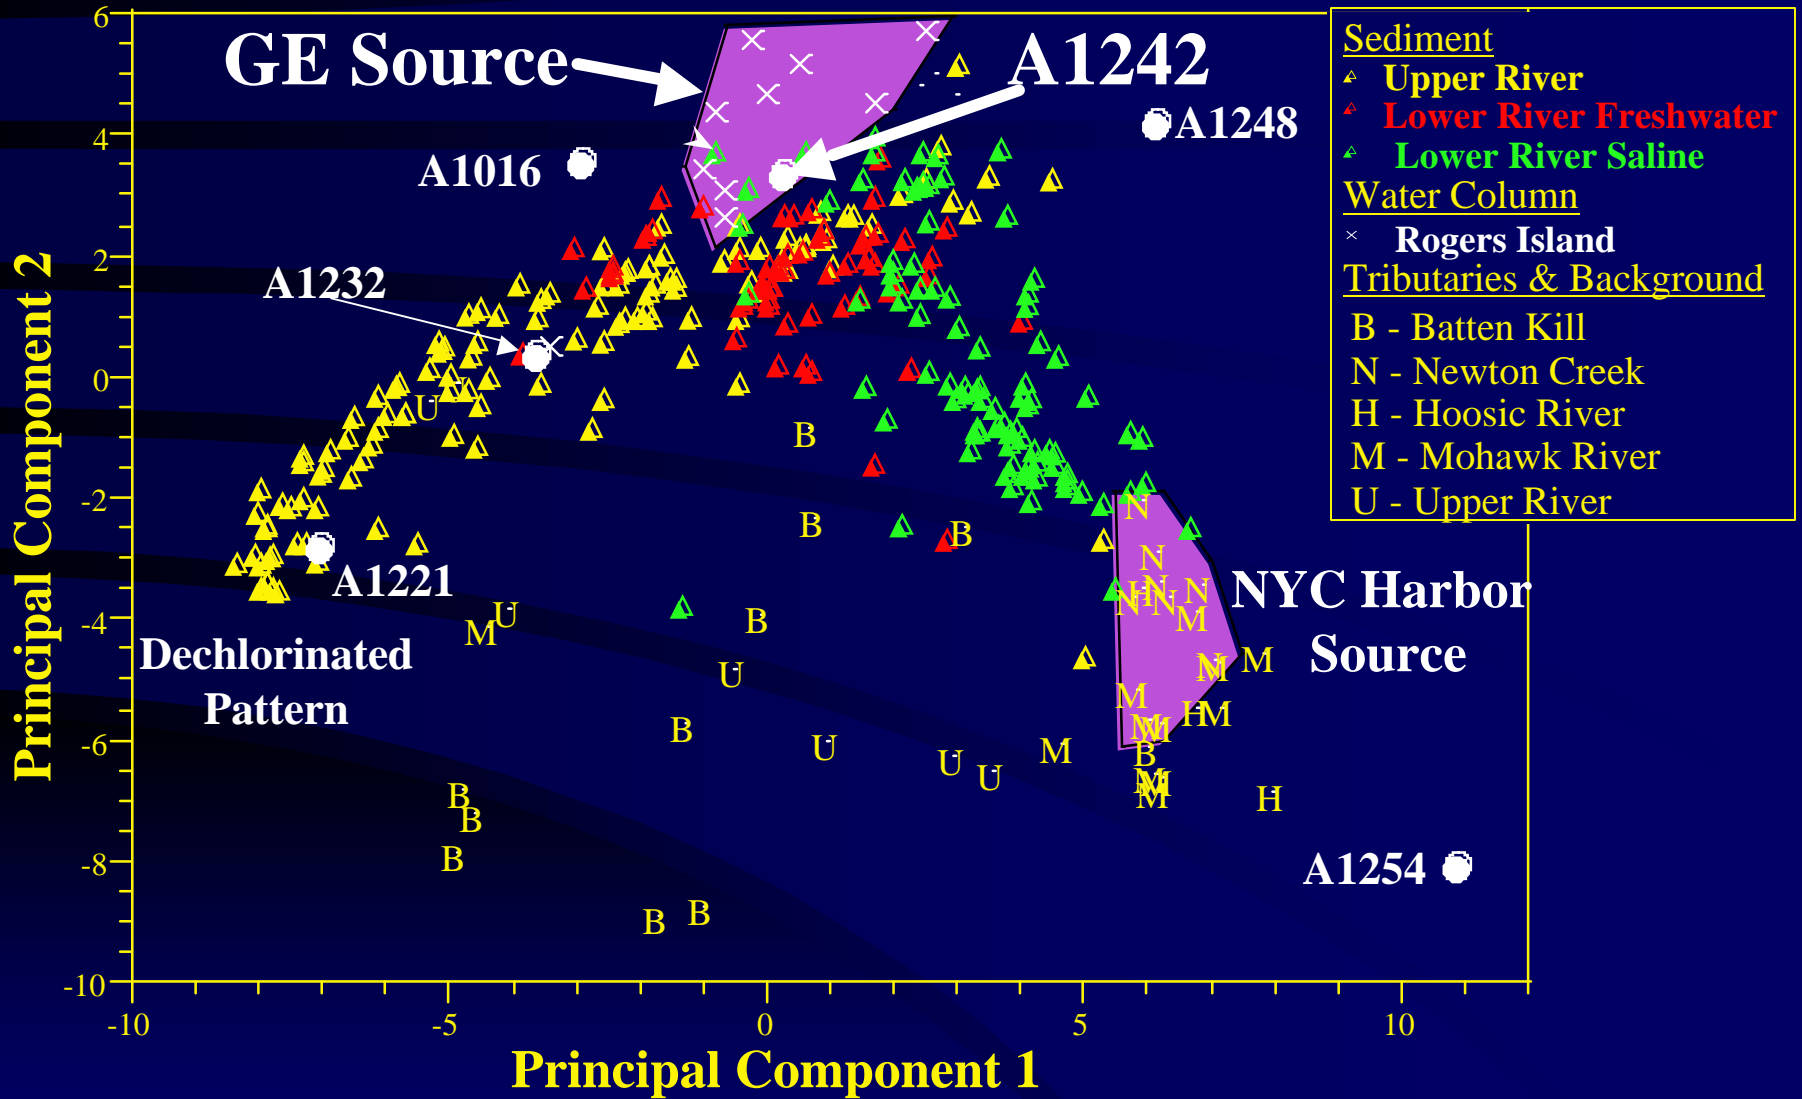 GE Source
A1242
A1248
A1016
A1232
A1221
Dechlorinated
Pattern
NYC Harbor
Source
A1254
Sediment
Upper River
Lower River Freshwater
Lower River Saline
Water Column
Rogers Island
Tributaries & Background
B - Batten Kill
N - Newton Creek
H - Hoosic River
M - Mohawk River
U - Upper River
Principal Component 2
6
4
2
0
-2
-4
-6
-8
-10
-10
-5
0
5
10
Principal Component 1
U
B
B
B
N
N
N
H
N
N
N
M
U
M
B
U
M
N
M
M
B
H
M
U
M
M
M
B
U
U
M
M
M
H
B
B
B
B
B